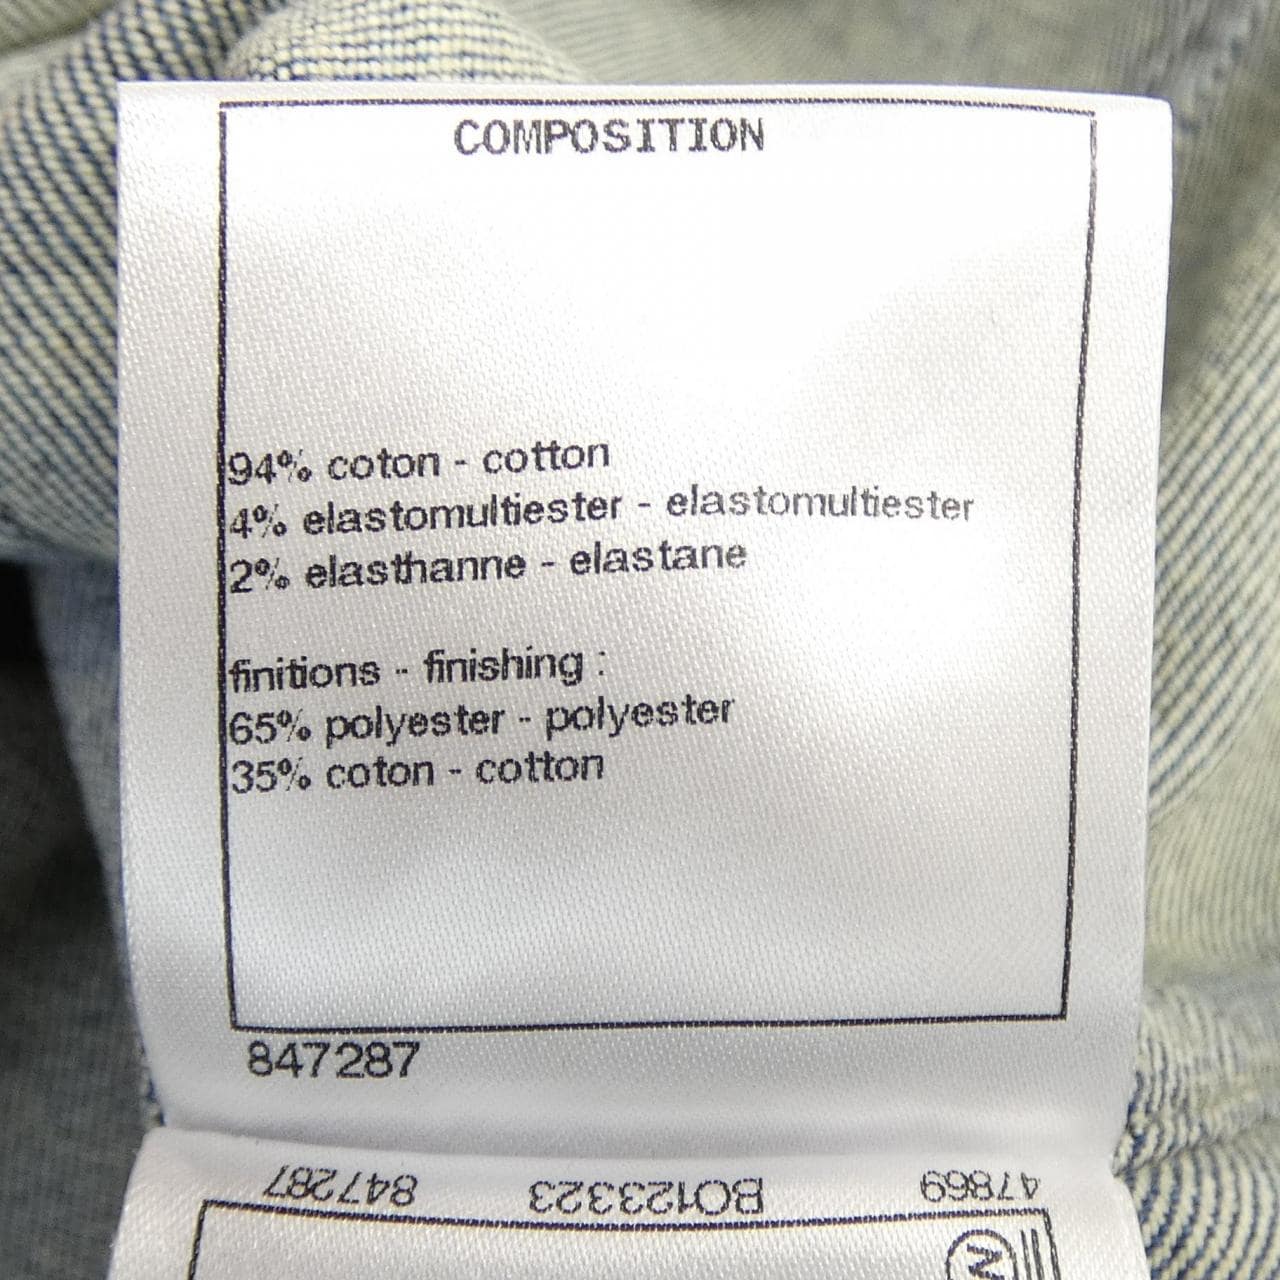 COMPOSITION
94% coton - cotton
4% elastomultiester - elastomultiester
2% elasthanne - elastane
finitions - finishing :
65% polyester - polyester
35% coton - cotton
847287
47869 BO123323 847287
N